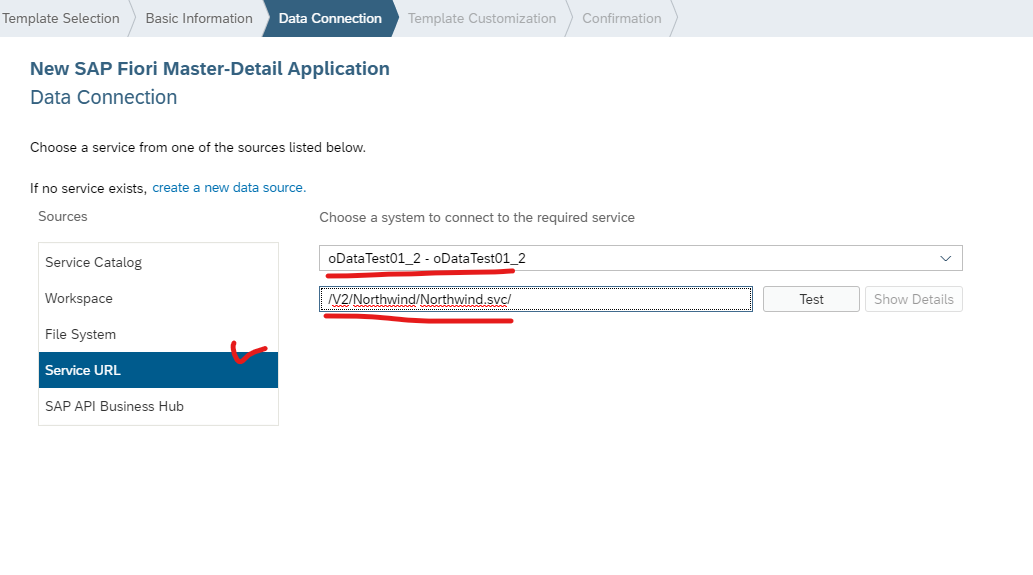 Template Selection Basic Information Data Connection Template Customization Confirmation
New SAP Fiori Master-Detail Application
Data Connection
Choose a service from one of the sources listed below.
If no service exists, create a new data source.
Sources
Service Catalog
Workspace
File System
Service URL
SAP API Business Hub
Choose a system to connect to the required service
oDataTest01_2 - oDataTest01_2
/V2/Northwind/Northwind.svc/
Test
Show Details